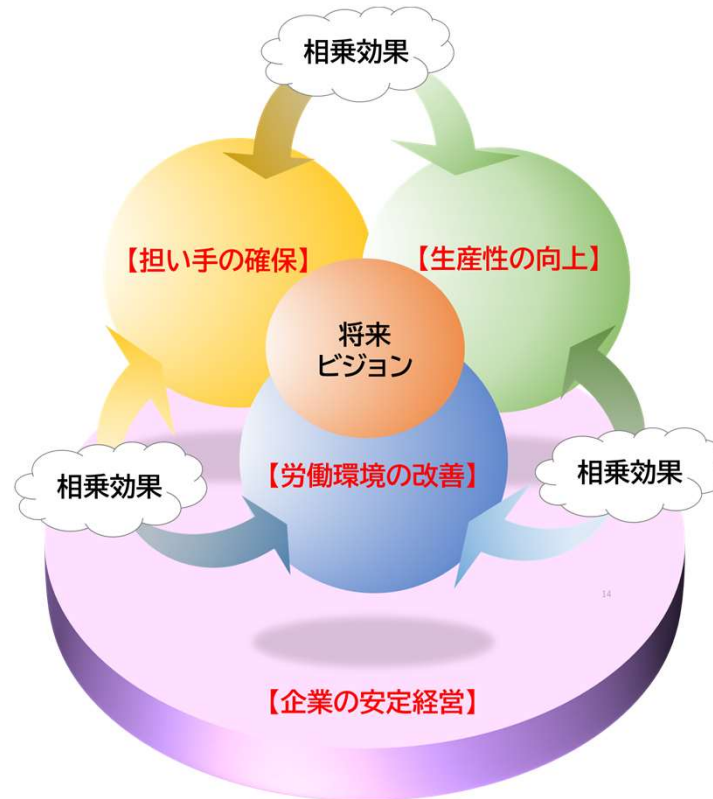 相乗効果
【担い手の確保】
【生産性の向上】
将来
ビジョン
相乗効果
【労働環境の改善】
相乗効果
14
【企業の安定経営】